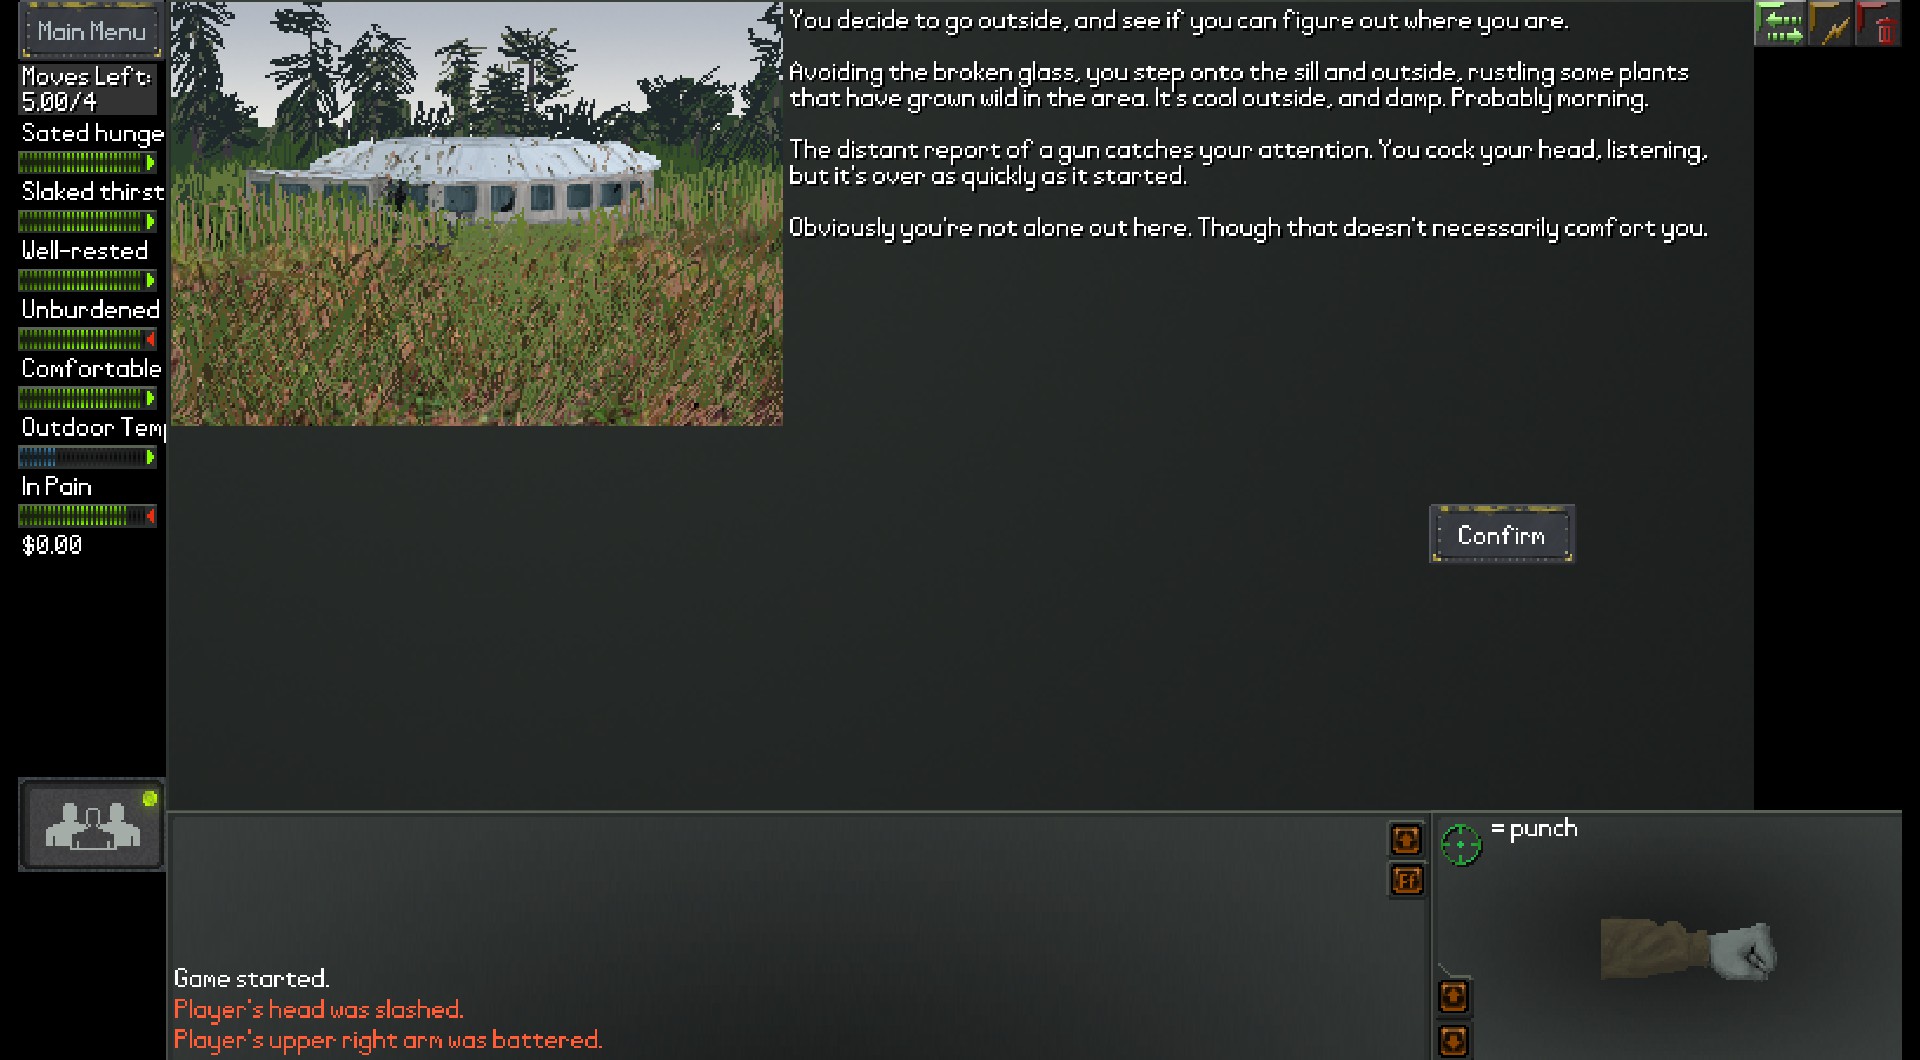 Main Menu
Moves Left:
5.00/4
Sated hunge
Slaked thirst
Well-rested
Unburdened
Comfortable
Outdoor Temp
In Pain
$0.00
You decide to go outside, and see if you can figure out where you are.
Avoiding the broken glass, you step onto the sill and outside, rustling some plants
that have grown wild in the area. It's cool outside, and damp. Probably morning.
The distant report of a gun catches your attention. You cock your head, listening,
but it's over as quickly as it started.
Obviously you're not alone out here. Though that doesn't necessarily comfort you.
Confirm
Game started.
Player's head was slashed.
Player's upper right arm was battered.
Ff
= punch